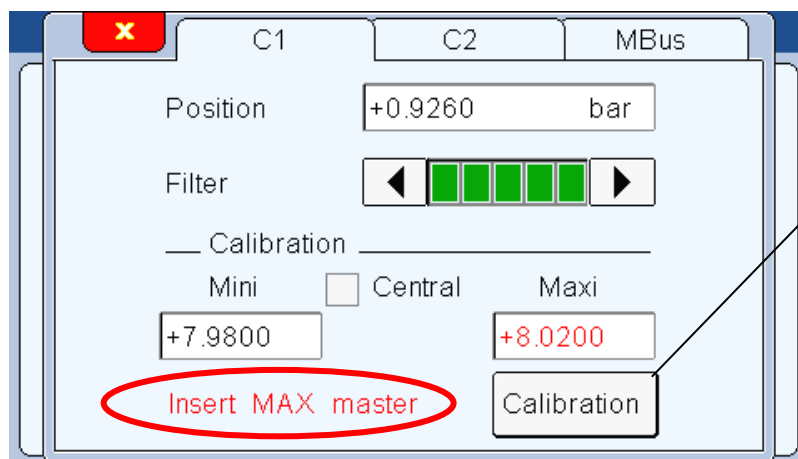 x C1 C2 MBus
Position +0.9260 bar
Filter
Calibration
Mini Central Maxi
+7.9800 +8.0200
Insert MAX master Calibration